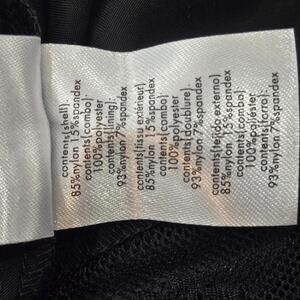 contents(shell).
85%nylon 15%spandex
contents(combo).
100%polyester
contents(lining).
93%nylon 7%spandex
contents(tissu extérieur).
85%nylon 15%spandex
contents(combo).
100%polyester
contents(doublure).
93%nylon 7%spandex
contents(tejido externo)
85%nylon 15%spandex
contents(combo).
100%polyester
contents(forro).
93%nylon 7%spandex